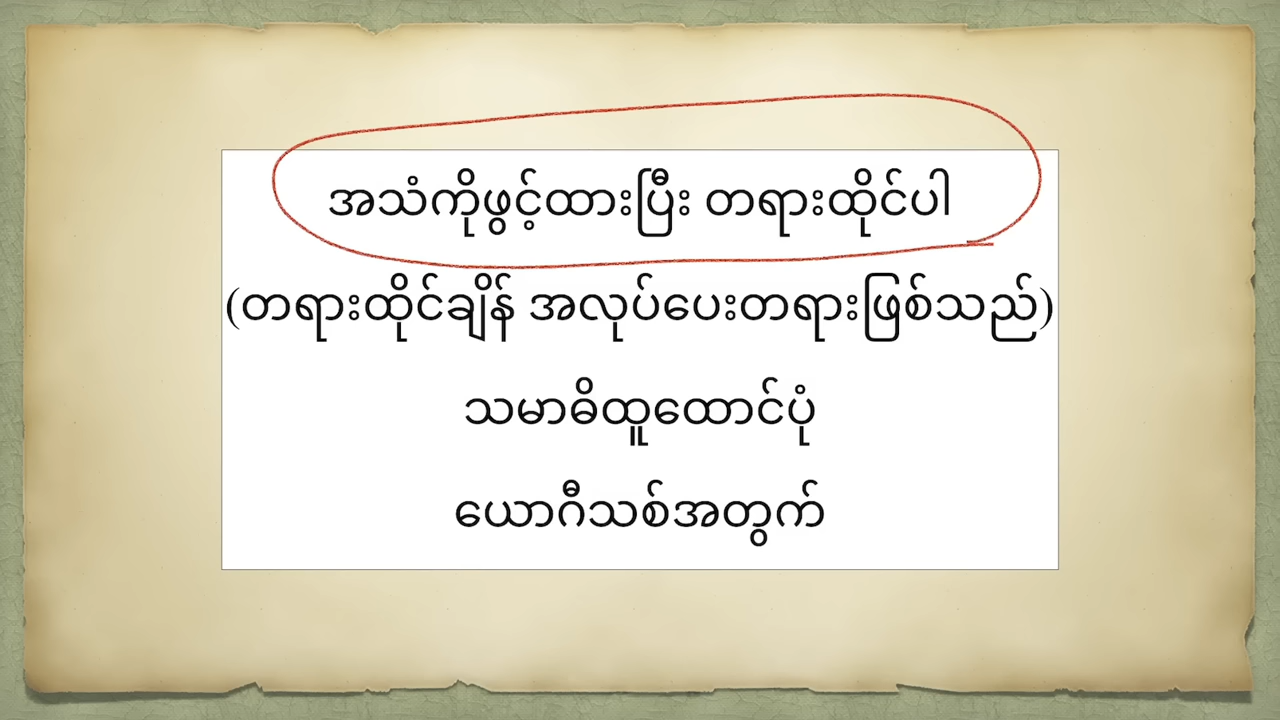 အသံကိုဖွင့်ထားပြီး တရားထိုင်ပါ
(တရားထိုင်ချိန် အလုပ်ပေးတရားဖြစ်သည်)
သမာဓိထူထောင်ပုံ
ယောဂီသစ်အတွက်